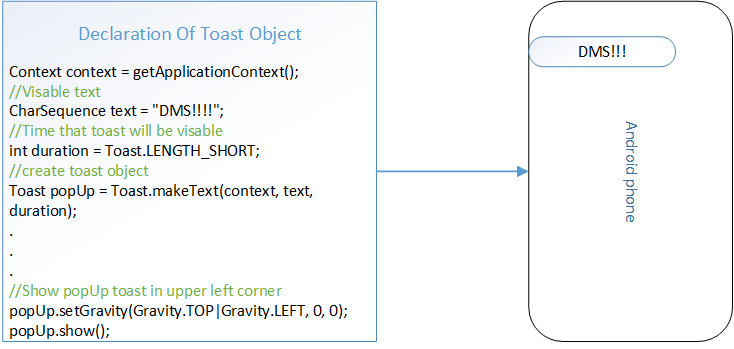 Declaration Of Toast Object
Context context = getApplicationContext();
//Visable text
CharSequence text = "DMS!!!!";
//Time that toast will be visable
int duration = Toast.LENGTH_SHORT;
//create toast object
Toast popUp = Toast.makeText(context, text,
duration);
.
.
.
//Show popUp toast in upper left corner
popUp.setGravity(Gravity.TOP|Gravity.LEFT, 0, 0);
popUp.show();
DMS!!!
Android phone